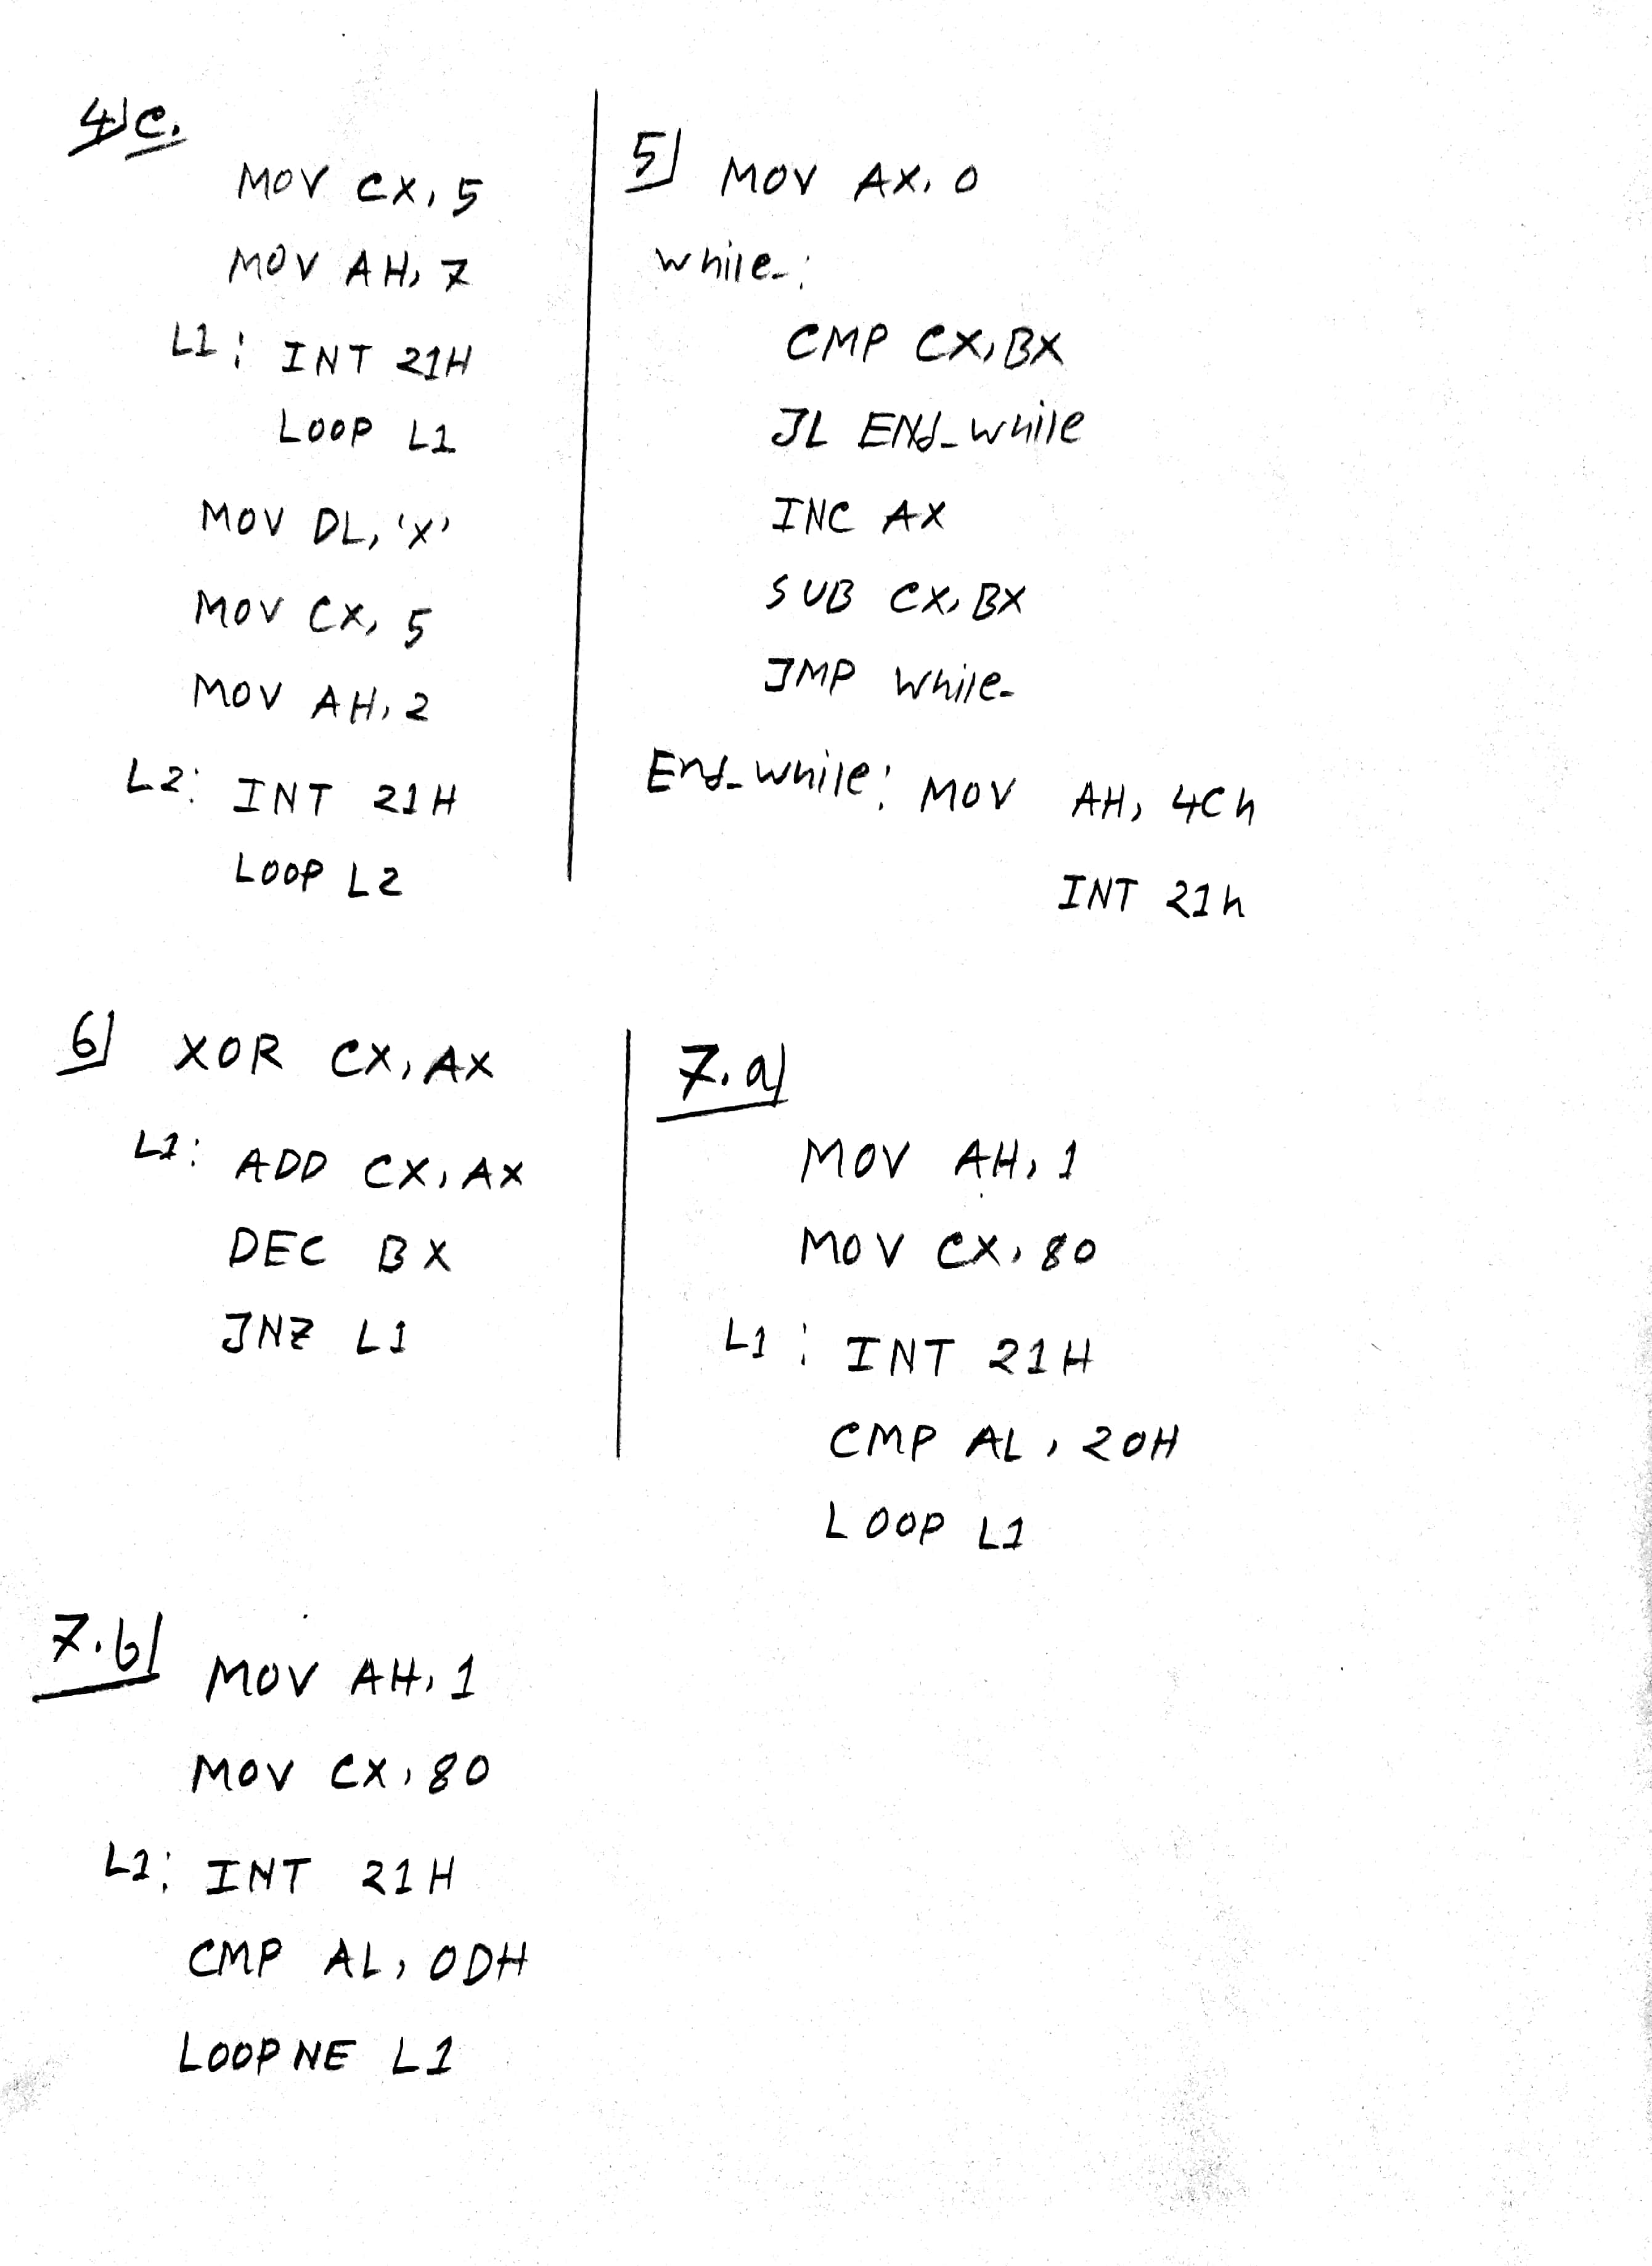 4)c.
MOV CX, 5
MOV AH, 7
L1: INT 21H
LOOP L1
MOV DL, 'X'
MOV CX, 5
MOV AH, 2
L2: INT 21H
LOOP L2
5) MOV AX, 0
while_:
CMP CX, BX
JL ENd_while
INC AX
SUB CX, BX
JMP while_
End_while: MOV AH, 4Ch
INT 21h
6) XOR CX, AX
L1: ADD CX, AX
DEC BX
JNZ L1
7.a)
MOV AH, 1
MOV CX, 80
L1: INT 21H
CMP AL, 20H
LOOP L1
7.b) MOV AH, 1
MOV CX, 80
L1: INT 21H
CMP AL, 0DH
LOOPNE L1